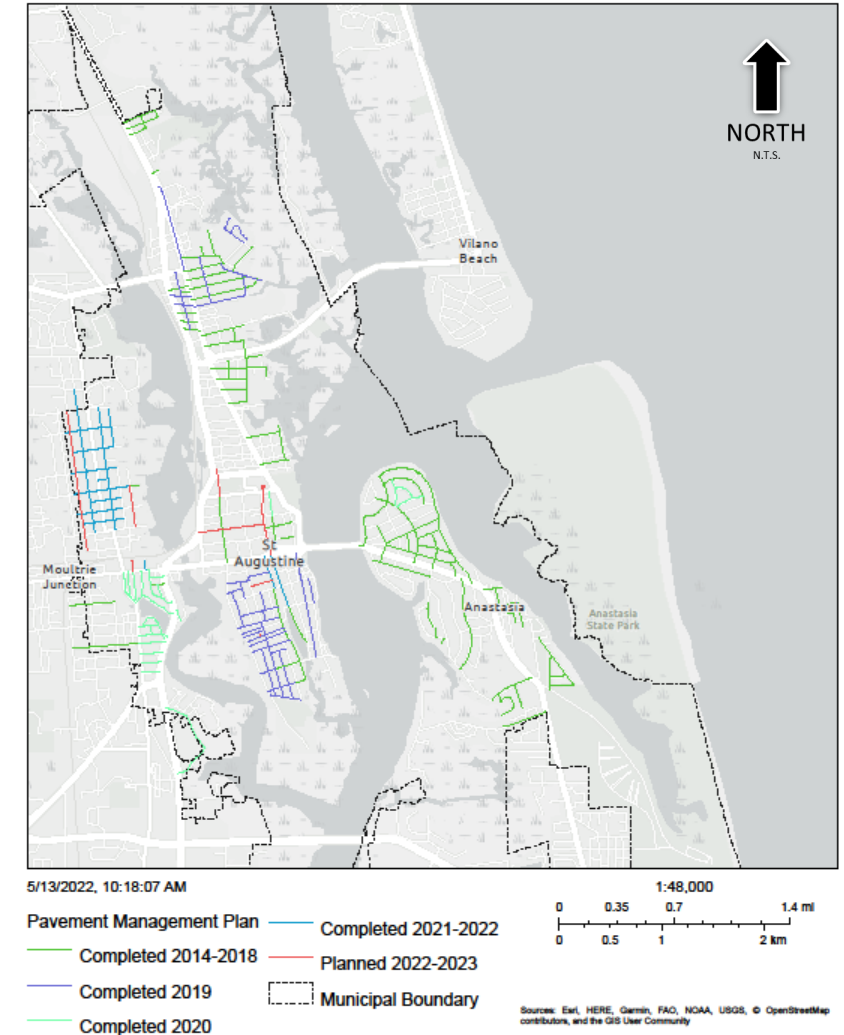 NORTH
N.T.S.
Vilano
Beach
St
Augustine
Moultrie
Junction
Anastasia
Anastasia
State Park
5/13/2022, 10:18:07 AM
1:48,000
0 0.35 0.7 1.4 mi
0 0.5 1 2 km
Pavement Management Plan
Completed 2014-2018
Completed 2019
Completed 2020
Completed 2021-2022
Planned 2022-2023
Municipal Boundary
Sources: Esri, HERE, Garmin, FAO, NOAA, USGS, © OpenStreetMap
contributors, and the GIS User Community